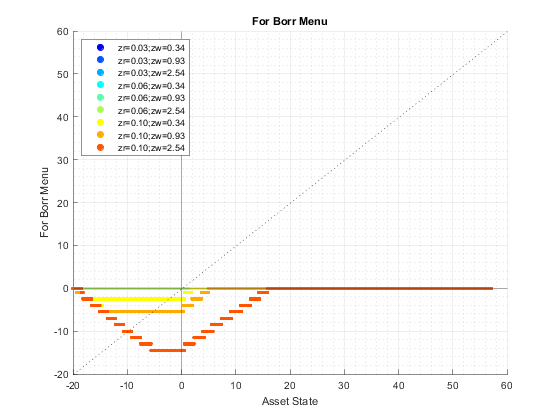 For Borr Menu
60
50
40
30
20
10
0
-10
-20
For Borr Menu
zr=0.03;zw=0.34
zr=0.03;zw=0.93
zr=0.03;zw=2.54
zr=0.06;zw=0.34
zr=0.06;zw=0.93
zr=0.06;zw=2.54
zr=0.10;zw=0.34
zr=0.10;zw=0.93
zr=0.10;zw=2.54
-20 -10 0 10 20 30 40 50 60
Asset State